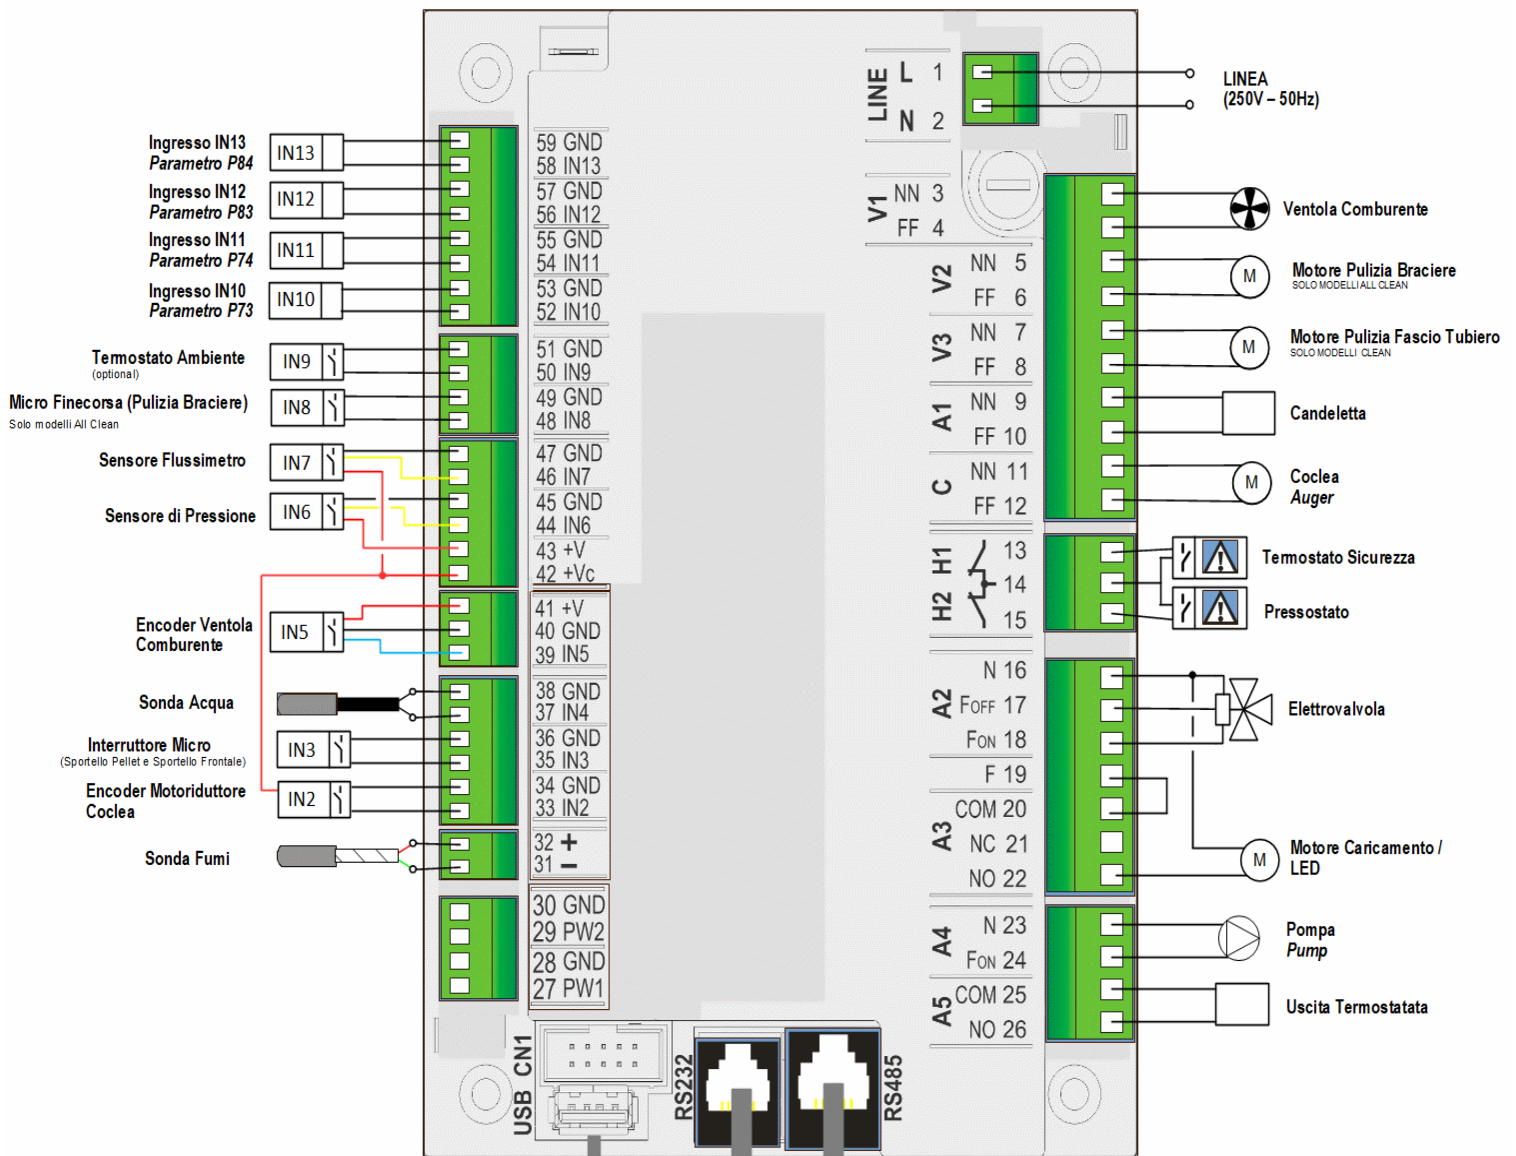 LINE
L 1
N 2
LINEA
(250V – 50Hz)
Ingresso IN13
Parametro P84
IN13
59 GND
58 IN13
Ingresso IN12
Parametro P83
IN12
57 GND
56 IN12
Ingresso IN11
Parametro P74
IN11
55 GND
54 IN11
Ingresso IN10
Parametro P73
IN10
53 GND
52 IN10
Termostato Ambiente
(optional)
IN9
51 GND
50 IN9
Micro Finecorsa (Pulizia Braciere)
Solo modelli All Clean
IN8
49 GND
48 IN8
Sensore Flussimetro
IN7
47 GND
46 IN7
Sensore di Pressione
IN6
45 GND
44 IN6
43 +V
42 +Vc
Encoder Ventola
Comburente
IN5
41 +V
40 GND
39 IN5
Sonda Acqua
38 GND
37 IN4
Interruttore Micro
(Sportello Pellet e Sportello Frontale)
IN3
36 GND
35 IN3
Encoder Motoriduttore
Coclea
IN2
34 GND
33 IN2
Sonda Fumi
32 +
31 –
30 GND
29 PW2
28 GND
27 PW1
V1
NN 3
FF 4
Ventola Comburente
V2
NN 5
FF 6
M
Motore Pulizia Braciere
SOLO MODELLI ALL CLEAN
V3
NN 7
FF 8
M
Motore Pulizia Fascio Tubiero
SOLO MODELLI CLEAN
A1
NN 9
FF 10
Candeletta
C
NN 11
FF 12
M
Coclea
Auger
H1
H2
13
14
15
Termostato Sicurezza
Pressostato
A2
N 16
FOFF 17
FON 18
Elettrovalvola
A3
F 19
COM 20
NC 21
NO 22
M
Motore Caricamento /
LED
A4
N 23
FON 24
Pompa
Pump
A5
COM 25
NO 26
Uscita Termostatata
USB CN1
RS232
RS485